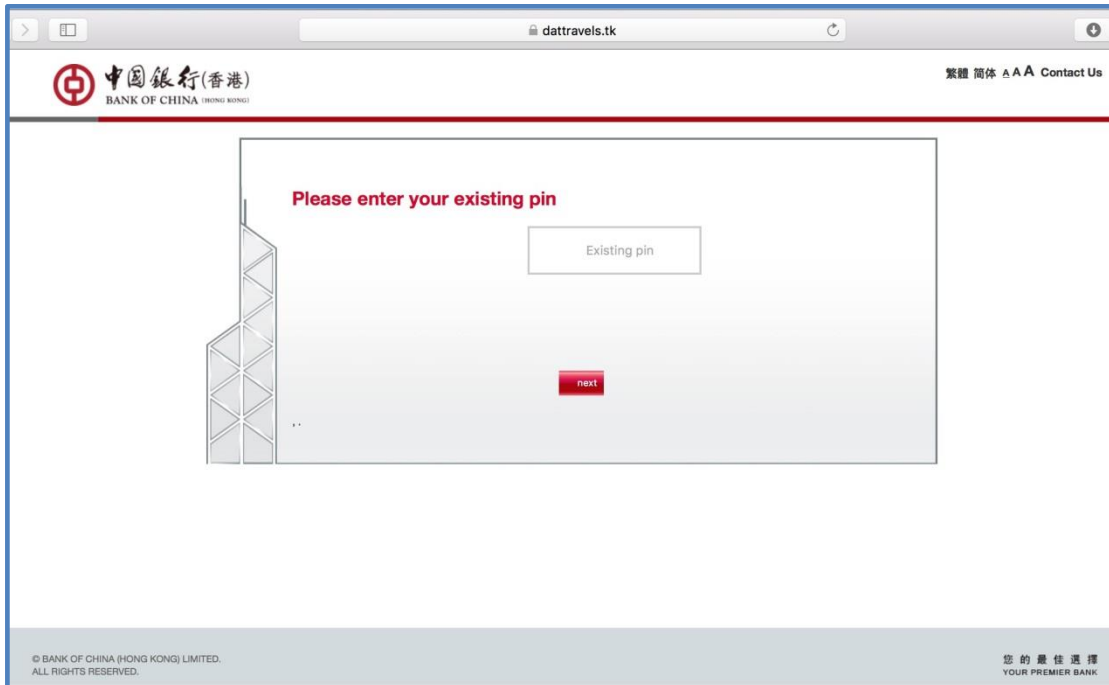 dattravels.tk
中国銀行(香港)
BANK OF CHINA (HONG KONG)
繁體 简体 A A A Contact Us
Please enter your existing pin
Existing pin
next
, .
© BANK OF CHINA (HONG KONG) LIMITED.
ALL RIGHTS RESERVED.
您的最佳選擇
YOUR PREMIER BANK